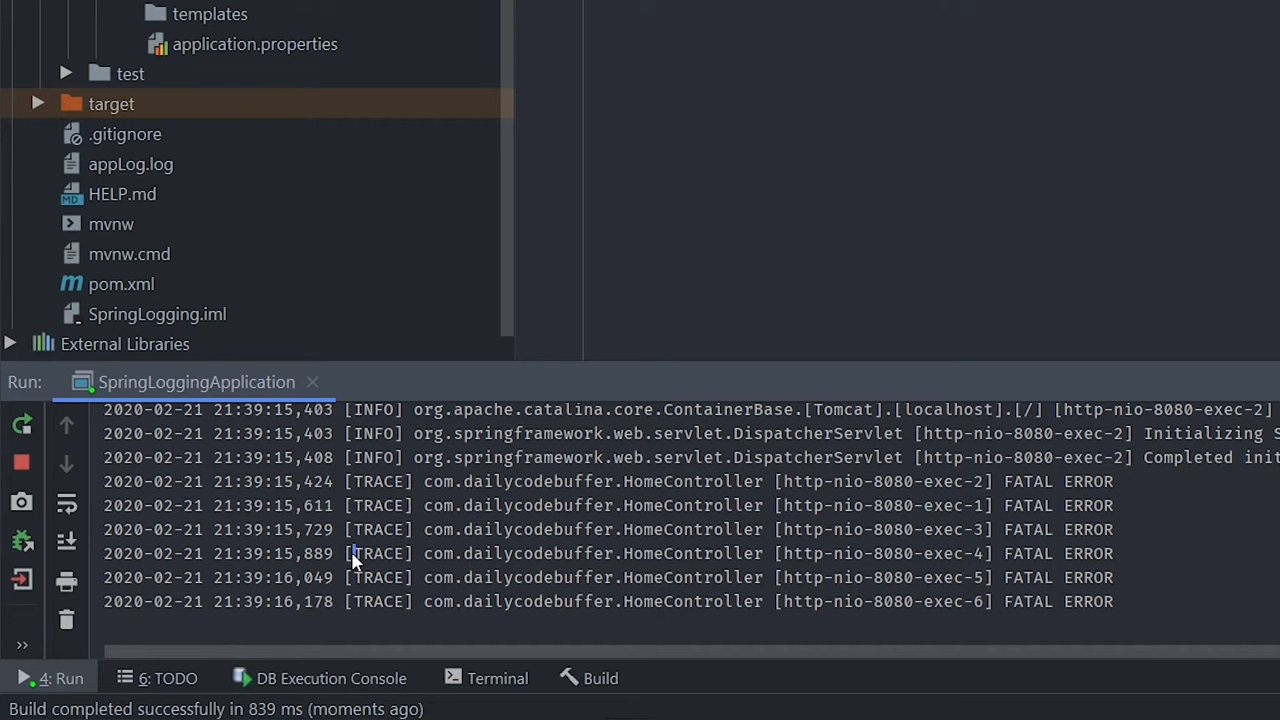 templates
application.properties
test
target
.gitignore
appLog.log
HELP.md
mvnw
mvnw.cmd
pom.xml
SpringLogging.iml
External Libraries
Run: SpringLoggingApplication
2020-02-21 21:39:15,403 [INFO] org.apache.catalina.core.ContainerBase.[Tomcat].[localhost].[/] [http-nio-8080-exec-2]
2020-02-21 21:39:15,403 [INFO] org.springframework.web.servlet.DispatcherServlet [http-nio-8080-exec-2] Initializing S
2020-02-21 21:39:15,408 [INFO] org.springframework.web.servlet.DispatcherServlet [http-nio-8080-exec-2] Completed init
2020-02-21 21:39:15,424 [TRACE] com.dailycodebuffer.HomeController [http-nio-8080-exec-2] FATAL ERROR
2020-02-21 21:39:15,611 [TRACE] com.dailycodebuffer.HomeController [http-nio-8080-exec-1] FATAL ERROR
2020-02-21 21:39:15,729 [TRACE] com.dailycodebuffer.HomeController [http-nio-8080-exec-3] FATAL ERROR
2020-02-21 21:39:15,889 [TRACE] com.dailycodebuffer.HomeController [http-nio-8080-exec-4] FATAL ERROR
2020-02-21 21:39:16,049 [TRACE] com.dailycodebuffer.HomeController [http-nio-8080-exec-5] FATAL ERROR
2020-02-21 21:39:16,178 [TRACE] com.dailycodebuffer.HomeController [http-nio-8080-exec-6] FATAL ERROR
4: Run 6: TODO DB Execution Console Terminal Build
Build completed successfully in 839 ms (moments ago)